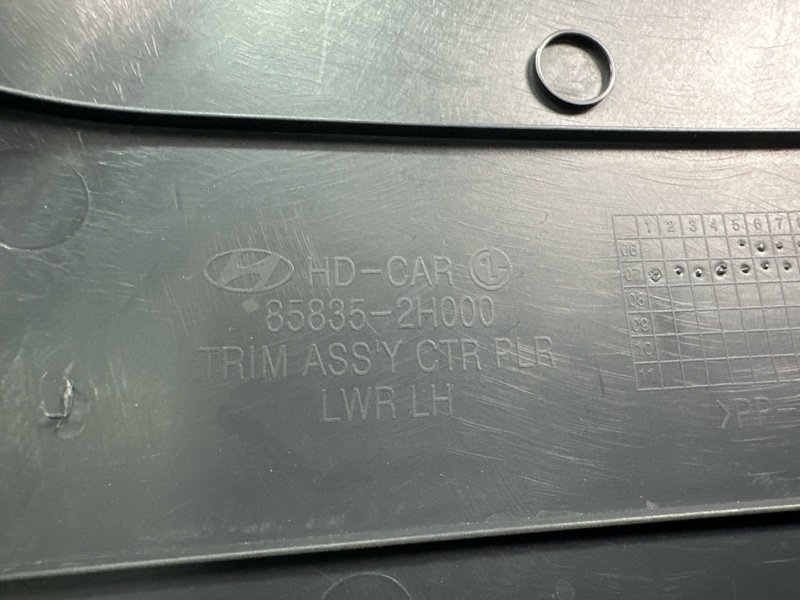 HD-CAR L
85835-2H000
TRIM ASS'Y CTR PLR
LWR LH
1 2 3 4 5 6 7 8
06
07
08
09
10
11
>PP-